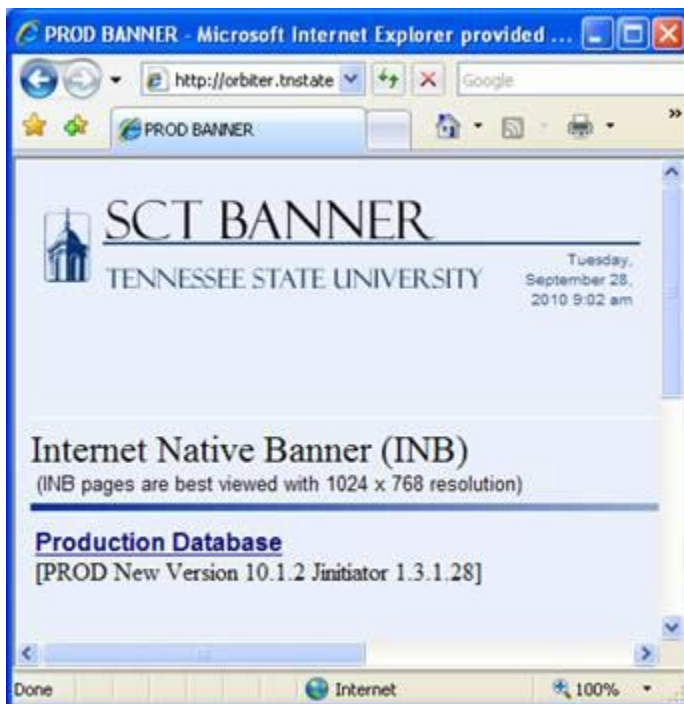 PROD BANNER - Microsoft Internet Explorer provided ...
http://orbiter.tnstate
Google
PROD BANNER
»
SCT BANNER
TENNESSEE STATE UNIVERSITY
Tuesday,
September 28,
2010 9:02 am
Internet Native Banner (INB)
(INB pages are best viewed with 1024 x 768 resolution)
Production Database
[PROD New Version 10.1.2 Jinitiator 1.3.1.28]
Done
Internet
100%